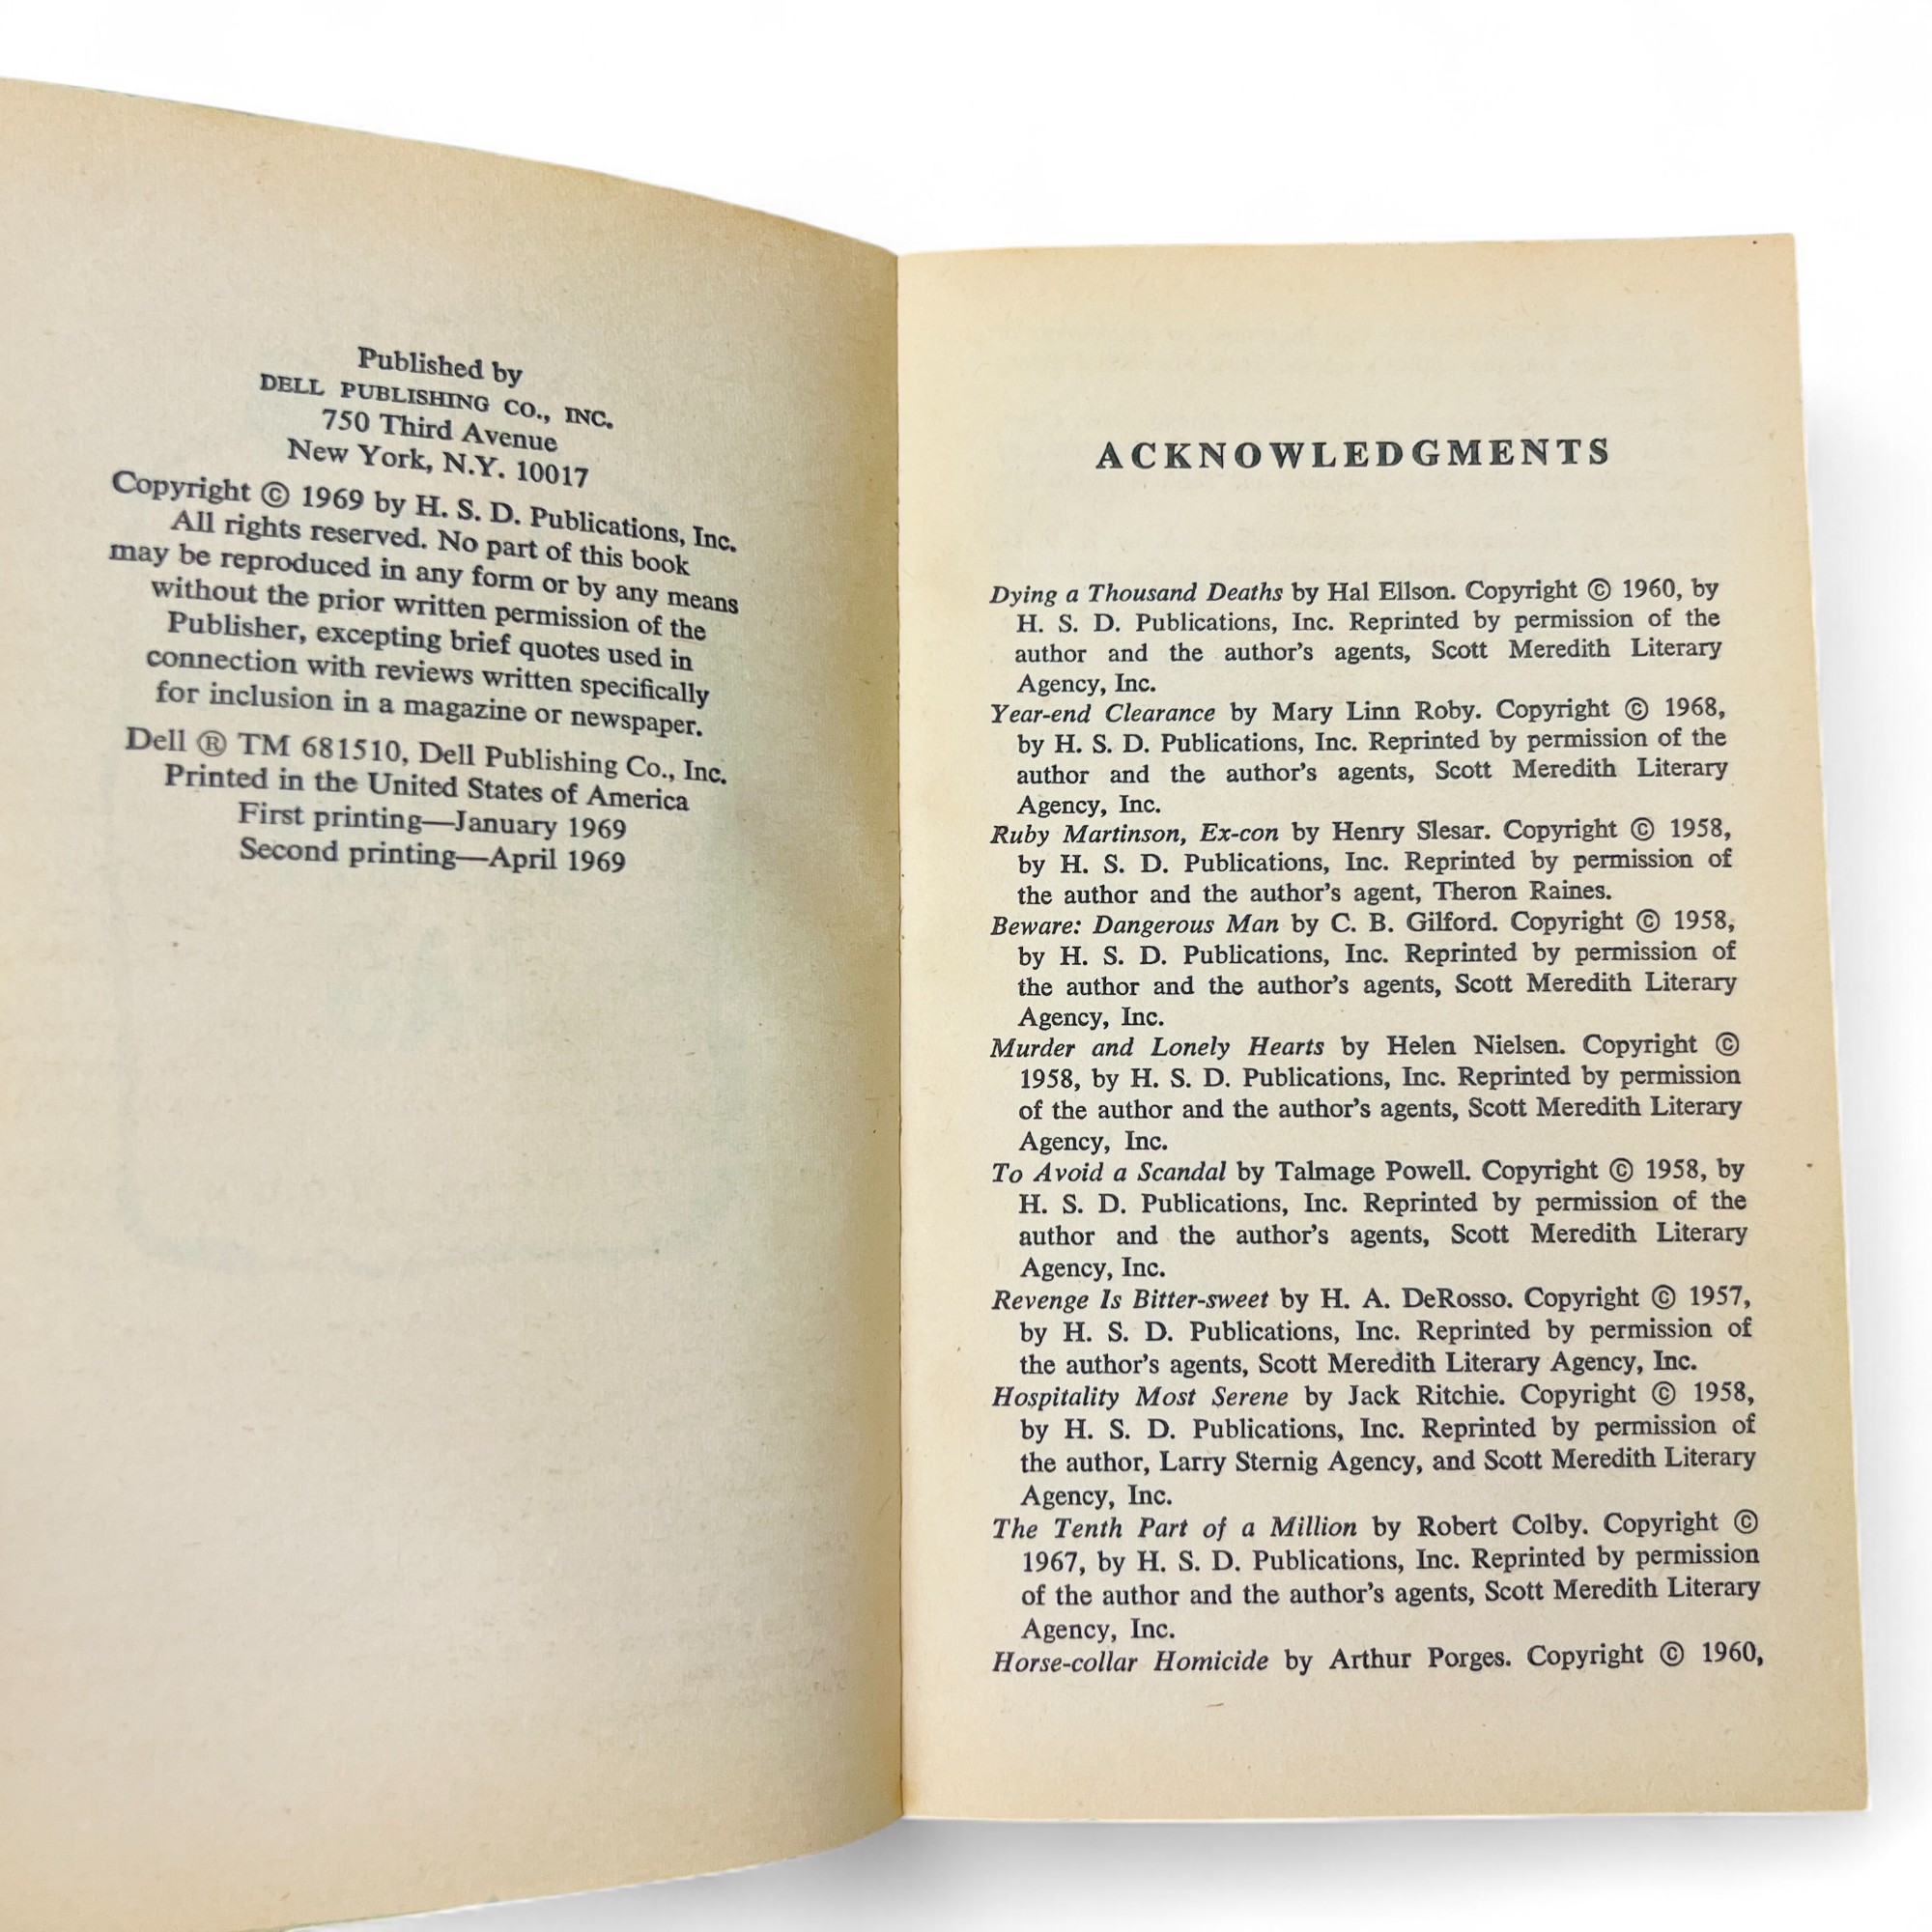 Published by
DELL PUBLISHING CO., INC.
750 Third Avenue
New York, N.Y. 10017
Copyright © 1969 by H. S. D. Publications, Inc.
All rights reserved. No part of this book
may be reproduced in any form or by any means
without the prior written permission of the
Publisher, excepting brief quotes used in
connection with reviews written specifically
for inclusion in a magazine or newspaper.
Dell ® TM 681510, Dell Publishing Co., Inc.
Printed in the United States of America
First printing—January 1969
Second printing—April 1969
ACKNOWLEDGMENTS
Dying a Thousand Deaths by Hal Ellson. Copyright © 1960, by
H. S. D. Publications, Inc. Reprinted by permission of the
author and the author's agents, Scott Meredith Literary
Agency, Inc.
Year-end Clearance by Mary Linn Roby. Copyright © 1968,
by H. S. D. Publications, Inc. Reprinted by permission of the
author and the author's agents, Scott Meredith Literary
Agency, Inc.
Ruby Martinson, Ex-con by Henry Slesar. Copyright © 1958,
by H. S. D. Publications, Inc. Reprinted by permission of
the author and the author's agent, Theron Raines.
Beware: Dangerous Man by C. B. Gilford. Copyright © 1958,
by H. S. D. Publications, Inc. Reprinted by permission of
the author and the author's agents, Scott Meredith Literary
Agency, Inc.
Murder and Lonely Hearts by Helen Nielsen. Copyright ©
1958, by H. S. D. Publications, Inc. Reprinted by permission
of the author and the author's agents, Scott Meredith Literary
Agency, Inc.
To Avoid a Scandal by Talmage Powell. Copyright © 1958, by
H. S. D. Publications, Inc. Reprinted by permission of the
author and the author's agents, Scott Meredith Literary
Agency, Inc.
Revenge Is Bitter-sweet by H. A. DeRosso. Copyright © 1957,
by H. S. D. Publications, Inc. Reprinted by permission of
the author's agents, Scott Meredith Literary Agency, Inc.
Hospitality Most Serene by Jack Ritchie. Copyright © 1958,
by H. S. D. Publications, Inc. Reprinted by permission of
the author, Larry Sternig Agency, and Scott Meredith Literary
Agency, Inc.
The Tenth Part of a Million by Robert Colby. Copyright ©
1967, by H. S. D. Publications, Inc. Reprinted by permission
of the author and the author's agents, Scott Meredith Literary
Agency, Inc.
Horse-collar Homicide by Arthur Porges. Copyright © 1960,